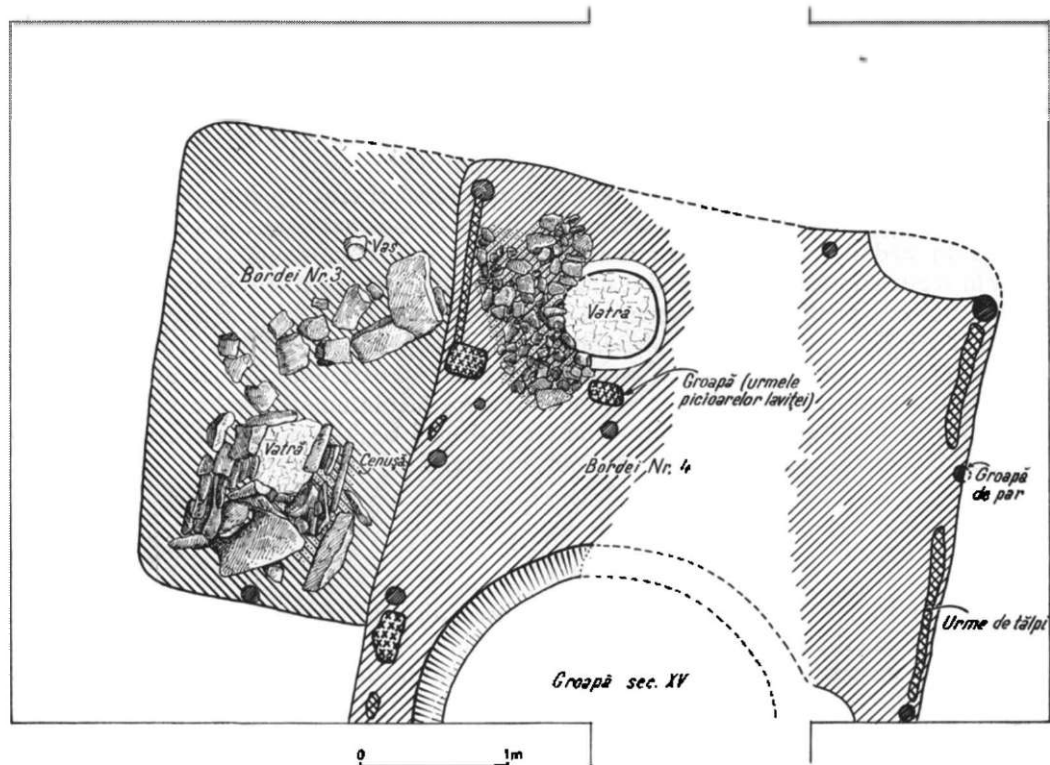 Vas
Bordei Nr. 3
Vatră
Groapă (urmele
picioarelor laviței)
Vatră
Cenușă
Bordei Nr. 4
Groapă
de par
Urme de tălpi
Groapă sec. XV
0 1m